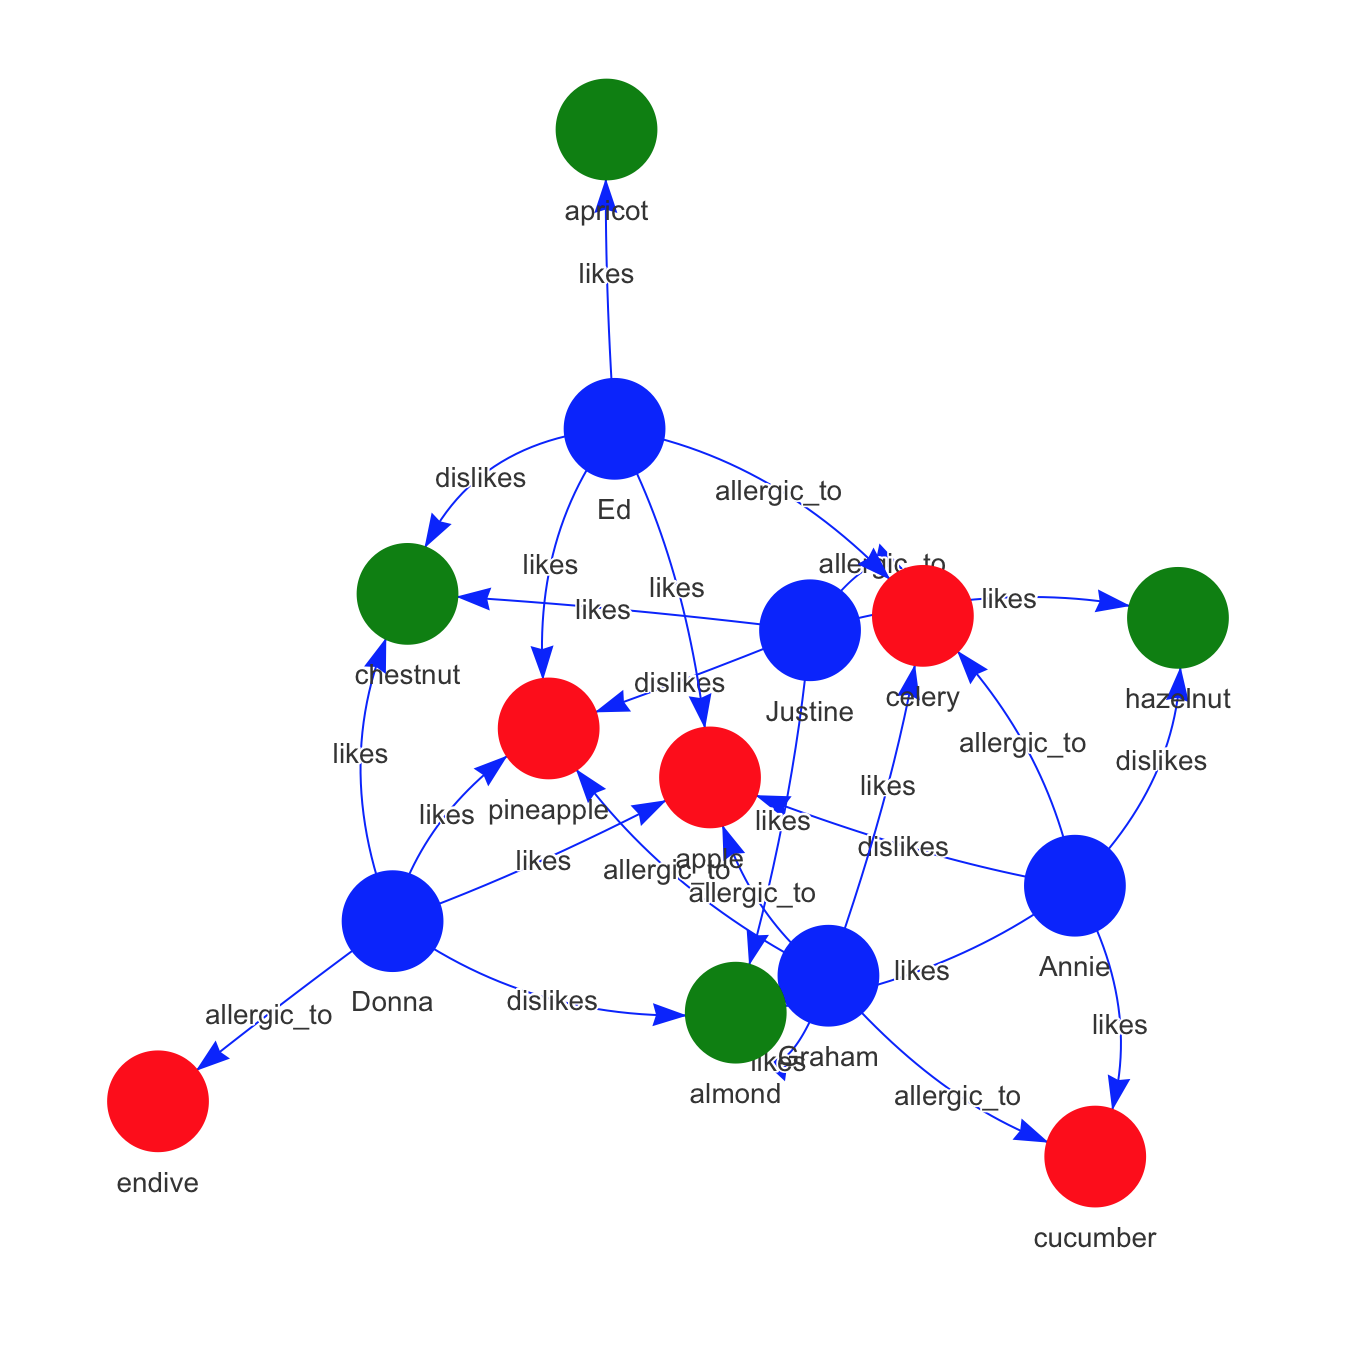 apricot
likes
dislikes
allergic_to
Ed
likes
allergic_to
likes
likes
likes
chestnut
dislikes
celery
hazelnut
Justine
likes
allergic_to
dislikes
likes
pineapple
likes
likes
dislikes
likes
apple
allergic_to
allergic_to
Annie
likes
Donna
dislikes
allergic_to
likes
Graham
likes
almond
allergic_to
endive
cucumber